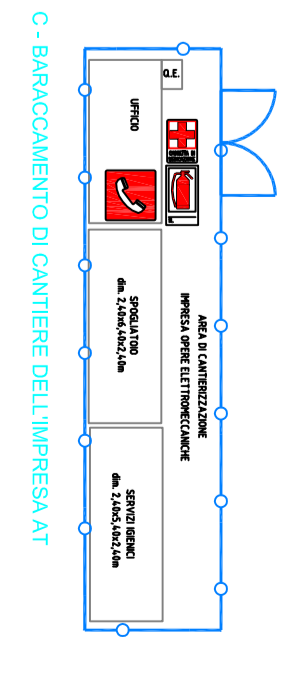 C - BARACCAMENTO DI CANTIERE DELL'IMPRESA AT
Q.E.
UFFICIO
SPOGLIATOIO
dim. 2,40x6,40x2,40m
SERVIZI IGIENICI
dim. 2,40x5,40x2,40m
AREA DI CANTIERIZZAZIONE
IMPRESA OPERE ELETTROMECCANICHE